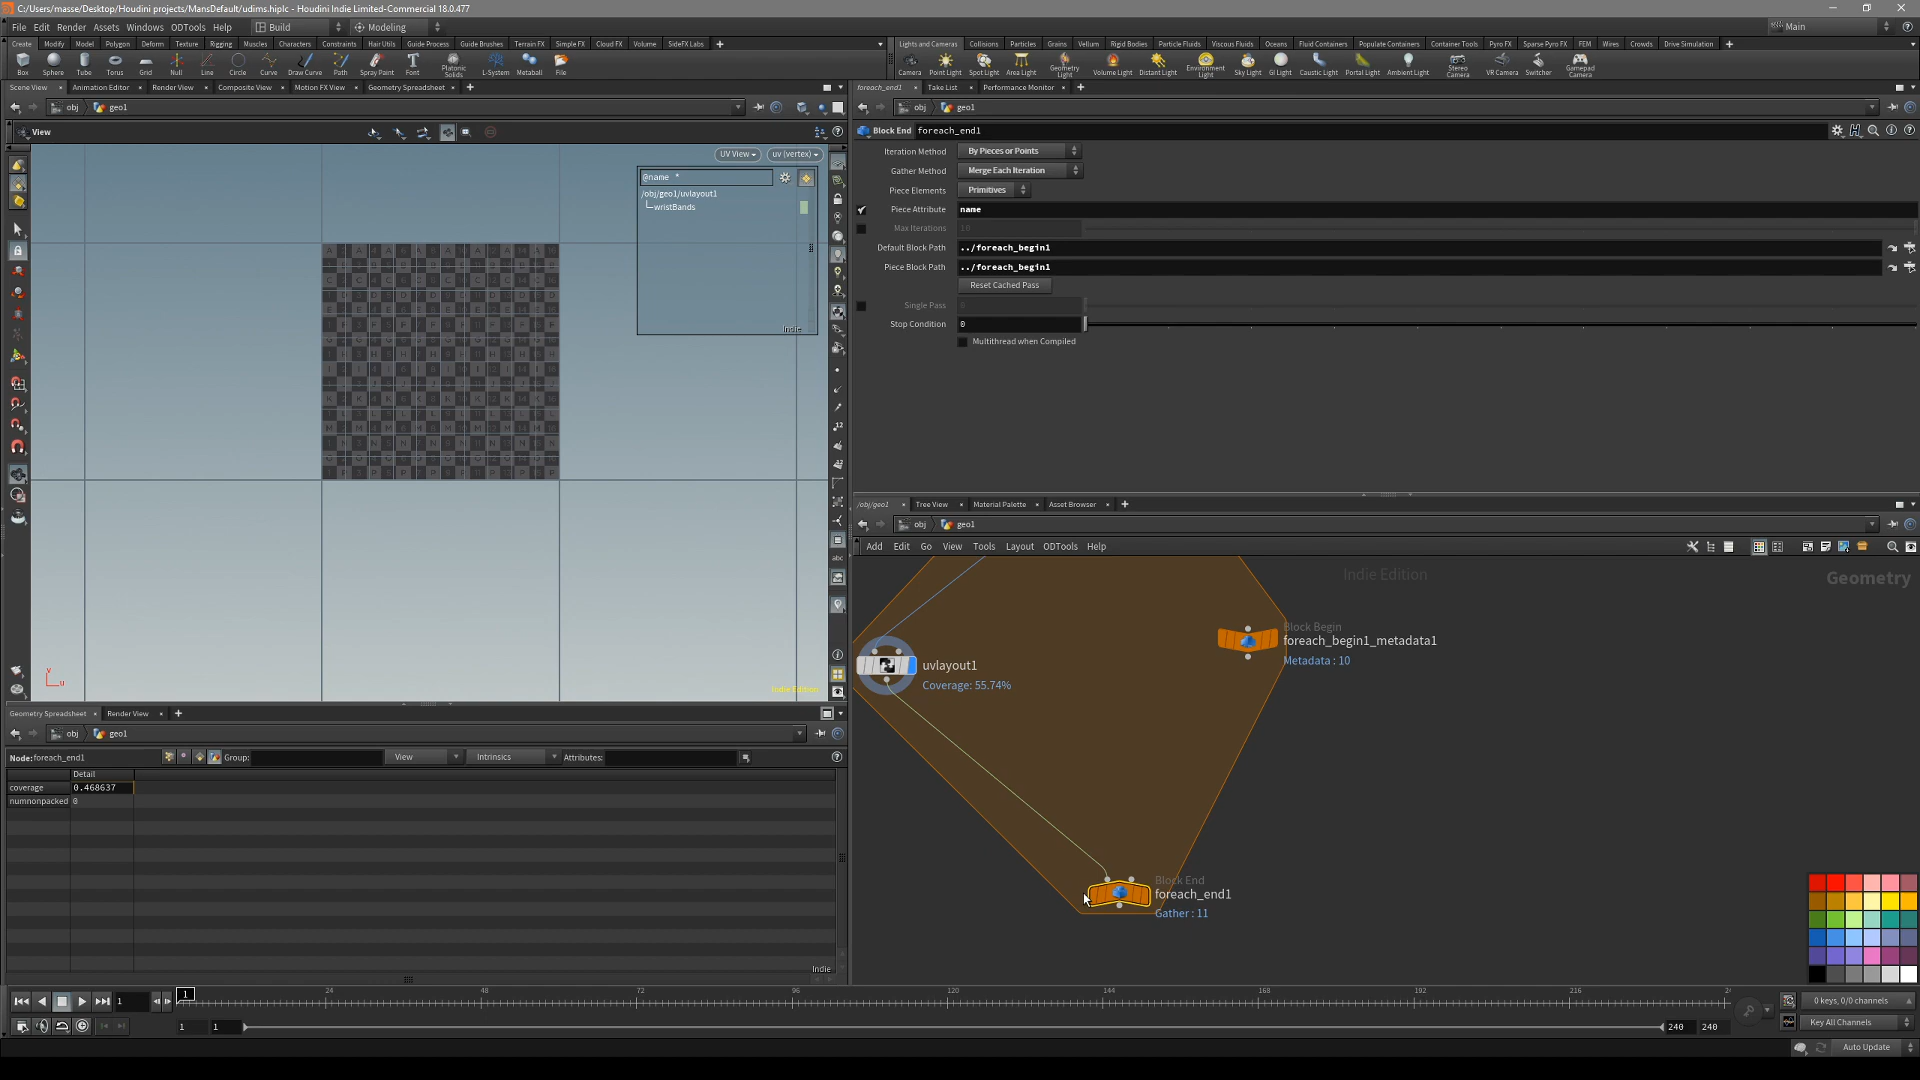 C:/Users/masse/Desktop/Houdini projects/MansDefault/udims.hiplc - Houdini Indie Limited-Commercial 18.0.477
File Edit Render Assets Windows ODTools Help Build Modeling Main
Create Modify Model Polygon Deform Texture Rigging Muscles Characters Constraints Hair Utils Guide Process Guide Brushes Terrain FX Simple FX Cloud FX Volume SideFX Labs
Lights and Cameras Collisions Particles Grains Vellum Rigid Bodies Particle Fluids Viscous Fluids Oceans Fluid Containers Populate Containers Container Tools Pyro FX Sparse Pyro FX FEM Wires Crowds Drive Simulation
Box Sphere Tube Torus Grid Null Line Circle Curve Draw Curve Path Spray Paint Font Platonic Solids L-System Metaball File
Camera Point Light Spot Light Area Light Geometry Light Volume Light Distant Light Environment Light Sky Light GI Light Caustic Light Portal Light Ambient Light Stereo Camera VR Camera Switcher Gamepad Camera
Scene View Animation Editor Render View Composite View Motion FX View Geometry Spreadsheet
foreach_end1 Take List Performance Monitor
obj geo1
obj geo1
View
UV View uv (vertex)
@name *
/obj/geo1/uvlayout1
wristBands
Indie
Indie Edition
Block End foreach_end1
Iteration Method By Pieces or Points
Gather Method Merge Each Iteration
Piece Elements Primitives
Piece Attribute name
Max Iterations 10
Default Block Path ../foreach_begin1
Piece Block Path ../foreach_begin1
Reset Cached Pass
Single Pass 0
Stop Condition 0
Multithread when Compiled
/obj/geo1 Tree View Material Palette Asset Browser
obj geo1
Add Edit Go View Tools Layout ODTools Help
Indie Edition
Geometry
Block Begin
foreach_begin1_metadata1
Metadata : 10
uvlayout1
Coverage: 55.74%
Block End
foreach_end1
Gather : 11
Geometry Spreadsheet Render View
obj geo1
Node:foreach_end1 Group: View Intrinsics Attributes:
Detail
coverage 0.468637
numnonpacked 0
Indie
1 1 24 48 72 96 120 144 168 192 216
0 keys, 0/0 channels
1 1 240 240
Key All Channels
Auto Update